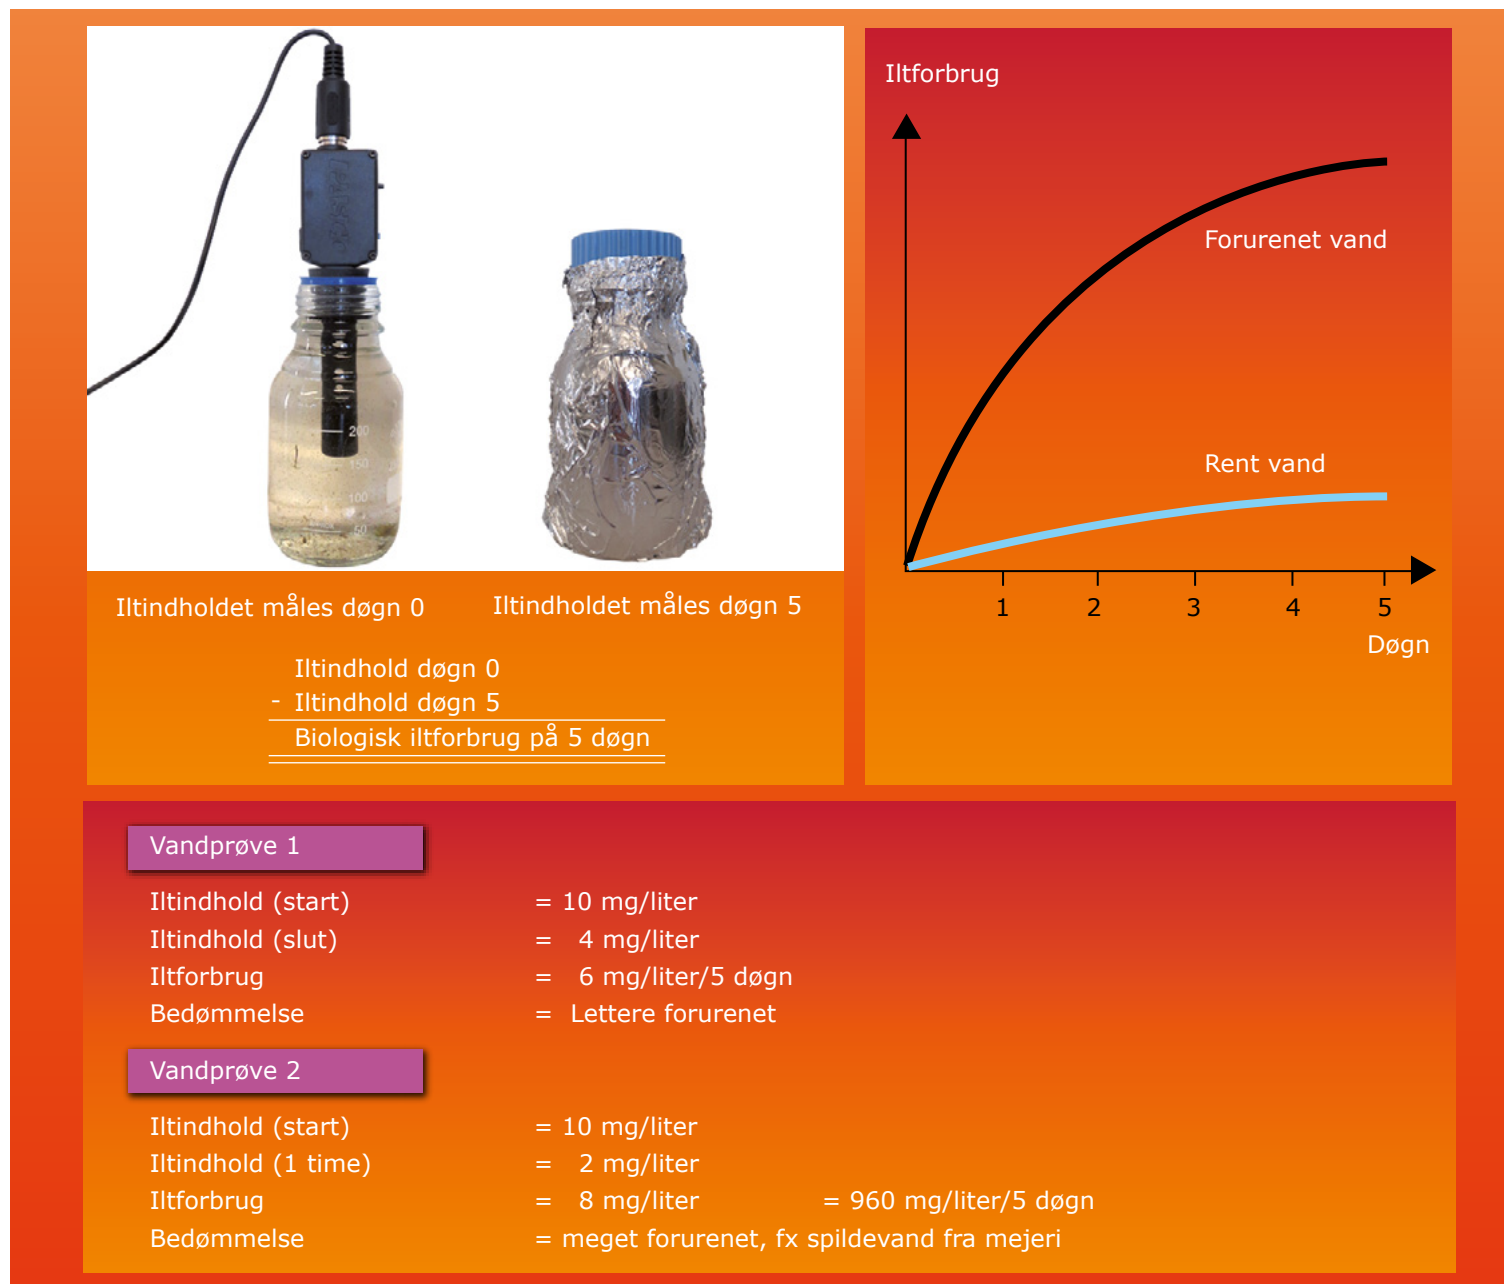 Iltindholdet måles døgn 0
Iltindholdet måles døgn 5
Iltindhold døgn 0
- Iltindhold døgn 5
Biologisk iltforbrug på 5 døgn
200
150
100
50
Iltforbrug
Forurenet vand
Rent vand
1 2 3 4 5
Døgn
Vandprøve 1
Iltindhold (start) = 10 mg/liter
Iltindhold (slut) = 4 mg/liter
Iltforbrug = 6 mg/liter/5 døgn
Bedømmelse = Lettere forurenet
Vandprøve 2
Iltindhold (start) = 10 mg/liter
Iltindhold (1 time) = 2 mg/liter
Iltforbrug = 8 mg/liter = 960 mg/liter/5 døgn
Bedømmelse = meget forurenet, fx spildevand fra mejeri